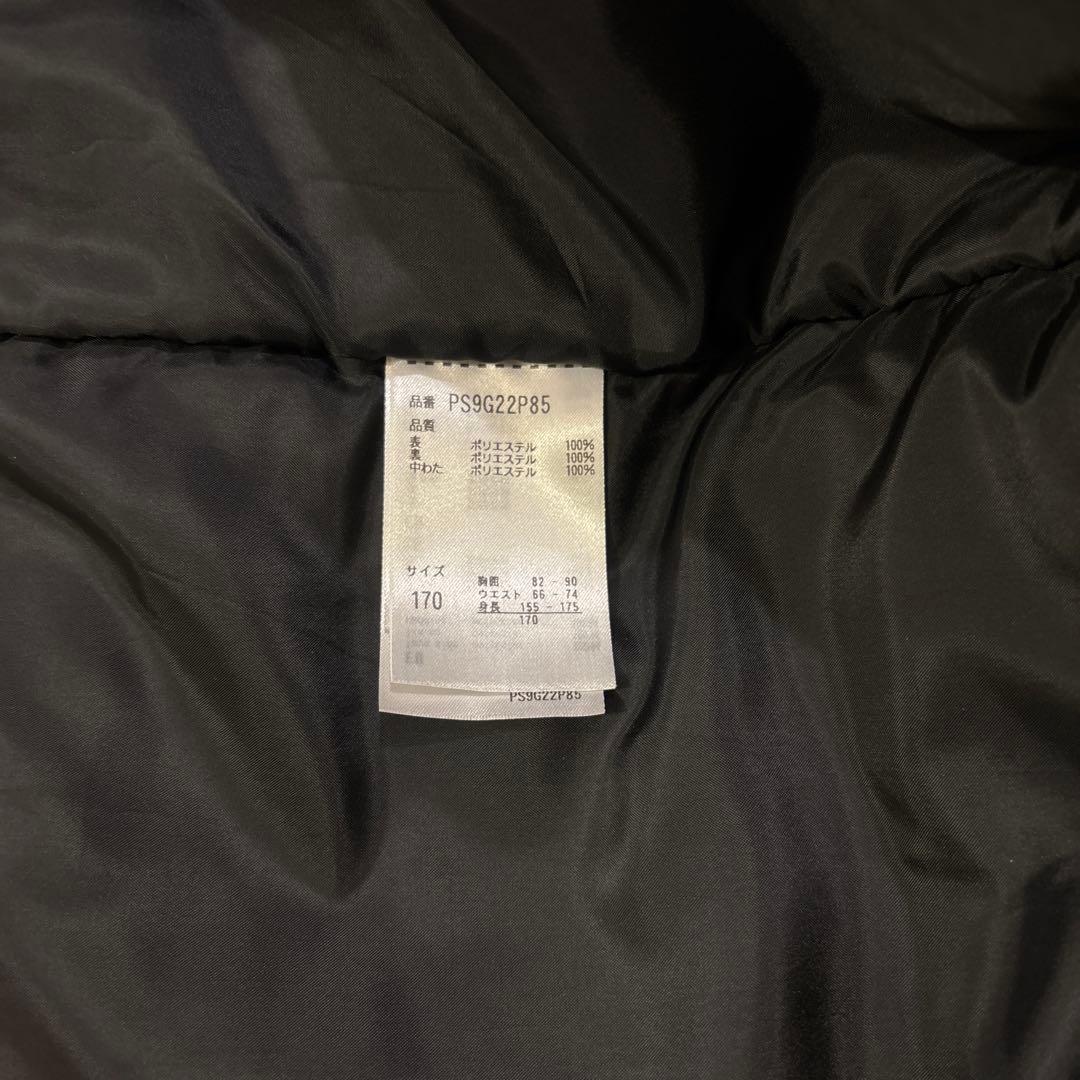 品番 PS9G22P85
品質
表 ポリエステル 100%
裏 ポリエステル 100%
中わた ポリエステル 100%
サイズ
170
胸囲 82 - 90
ウエスト 66 - 74
身長 155 - 175
170
PS9G22P85